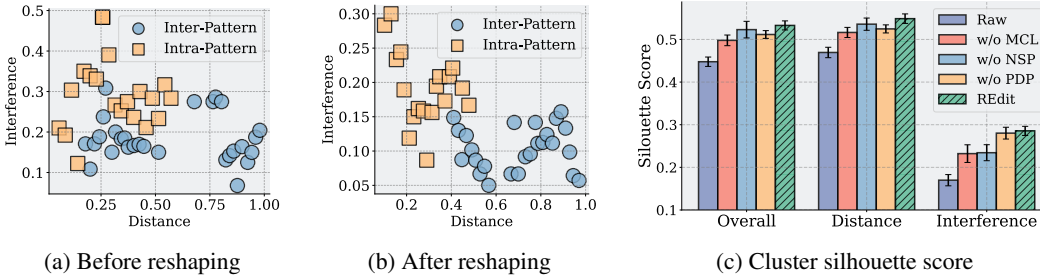 0.5
0.4
0.3
0.2
0.1
Interference
Inter-Pattern
Intra-Pattern
0.25
0.50
0.75
1.00
Distance
(a) Before reshaping
0.30
0.25
0.20
0.15
0.10
0.05
Interference
Inter-Pattern
Intra-Pattern
0.2
0.4
0.6
0.8
1.0
Distance
(b) After reshaping
0.6
0.4
0.3
0.1
Silouette Score
Raw
w/o MCL
w/o NSP
w/o PDP
REdit
Overall
Distance
Interference
(c) Cluster silhouette score